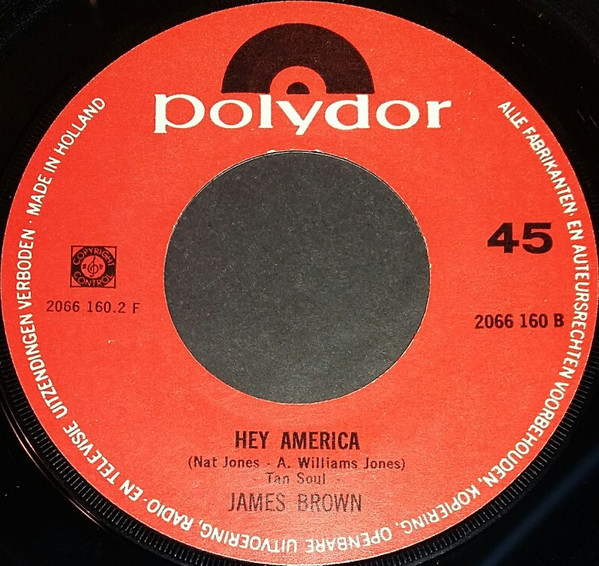 polydor
ALLE FABRIKANTEN- EN AUTEURSRECHTEN VOORBEHOUDEN. KOPIERING, OPENBARE UITVOERING, RADIO- EN TELEVISIE UITZENDINGEN VERBODEN · MADE IN HOLLAND
45
COPYRIGHT
CONTROL
2066 160.2 F
2066 160 B
HEY AMERICA
(Nat Jones - A. Williams Jones)
- Tan Soul -
JAMES BROWN